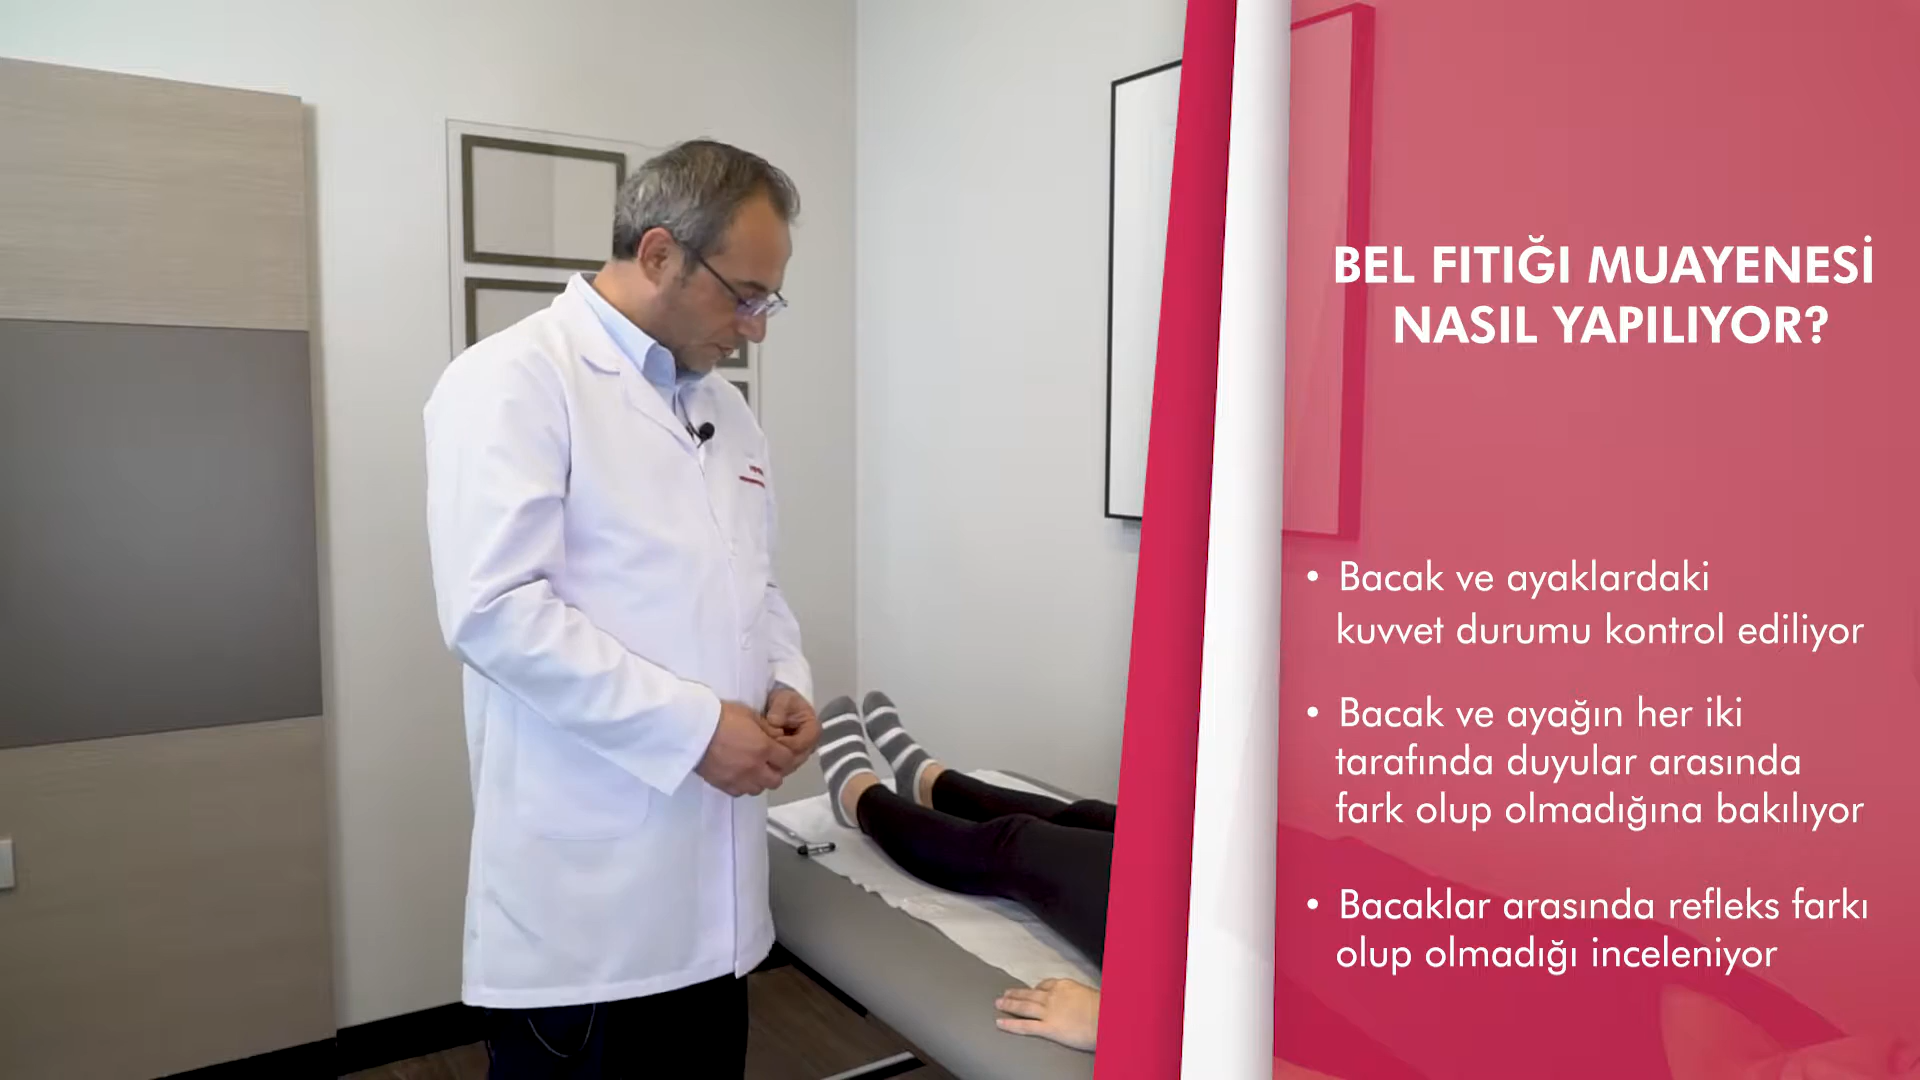 BEL FITIĞI MUAYENESİ
NASIL YAPILIYOR?
• Bacak ve ayaklardaki
kuvvet durumu kontrol ediliyor
• Bacak ve ayağın her iki
tarafında duyular arasında
fark olup olmadığına bakılıyor
• Bacaklar arasında refleks farkı
olup olmadığı inceleniyor